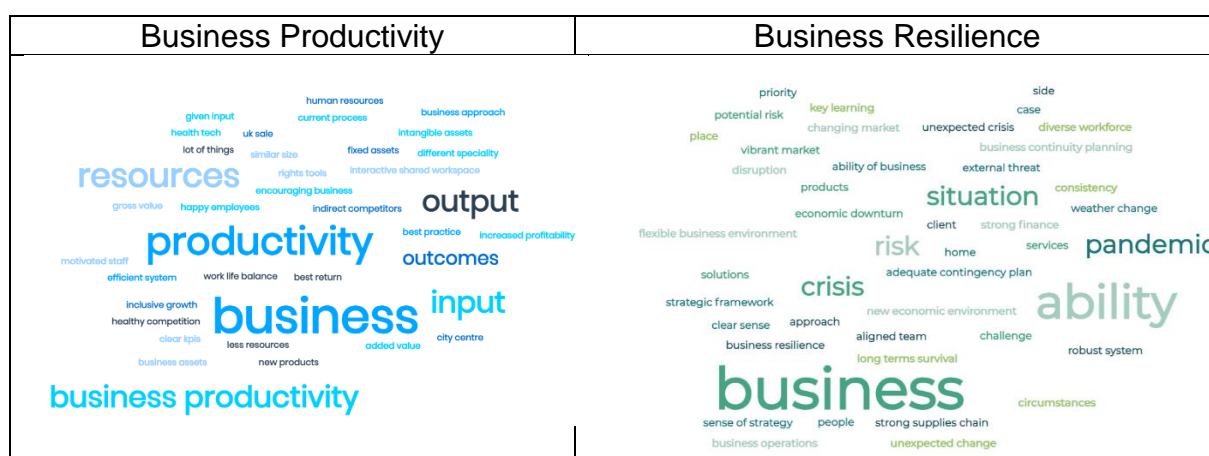 Business Productivity
Business Resilience
human resources
given input
current process
business approach
health tech
uk sale
intangible assets
lot of things
similar size
fixed assets
different speciality
resources
rights tools
interactive shared workspace
encouraging business
output
gross value
happy employees
indirect competitors
productivity
best practice
increased profitability
motivated staff
outcomes
efficient system
work life balance
best return
inclusive growth
business
input
healthy competition
clear kpis
less resources
added value
city centre
business assets
new products
business productivity
priority
side
potential risk
key learning
case
place
changing market
unexpected crisis
diverse workforce
vibrant market
business continuity planning
disruption
ability of business
external threat
products
situation
consistency
economic downturn
weather change
client
strong finance
flexible business environment
risk
home
services
pandemic
solutions
crisis
adequate contingency plan
strategic framework
new economic environment
ability
clear sense
approach
aligned team
challenge
business resilience
robust system
long terms survival
business
circumstances
sense of strategy
people
strong supplies chain
business operations
unexpected change